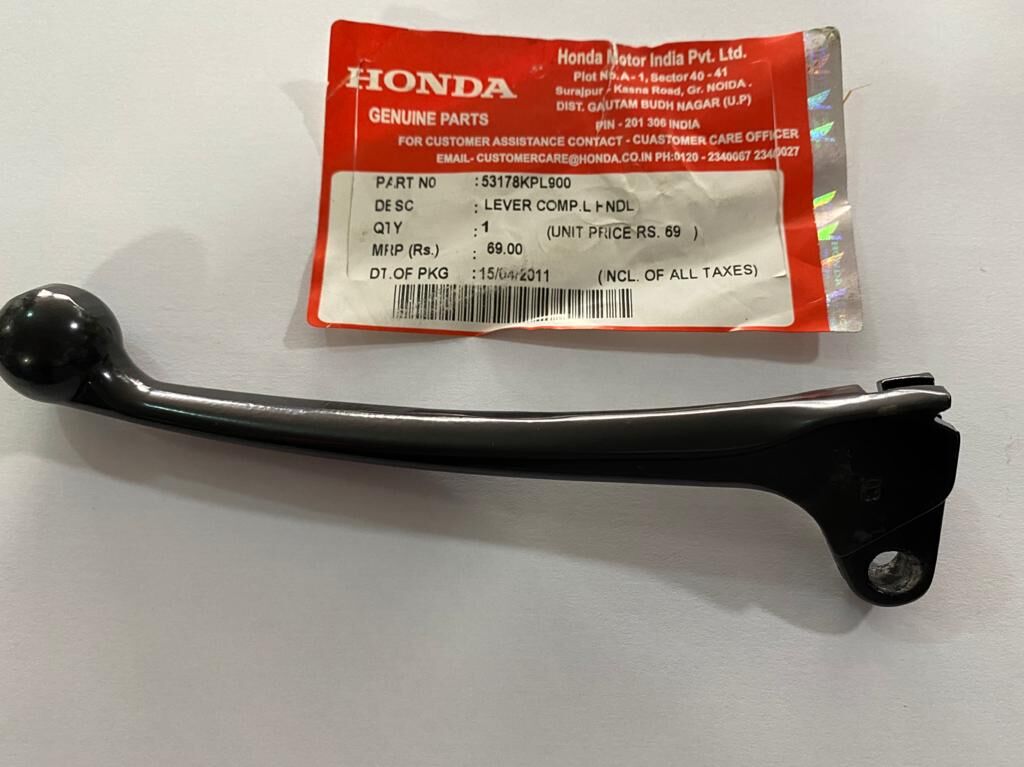 HONDA
GENUINE PARTS
Honda Motor India Pvt. Ltd.
Plot No.A-1, Sector 40 - 41
Surajpur - Kasna Road, Gr. NOIDA.
DIST. GAUTAM BUDH NAGAR (U.P)
PIN - 201 306 INDIA
FOR CUSTOMER ASSISTANCE CONTACT - CUASTOMER CARE OFFICER
EMAIL- CUSTOMERCARE@HONDA.CO.IN PH:0120 - 2340067 2340027
PART NO : 53178KPL900
DESC : LEVER COMP.L HNDL
QTY : 1 (UNIT PRICE RS. 69 )
MRP (Rs.) : 69.00
DT.OF PKG : 15/04/2011 (INCL. OF ALL TAXES)
HONDA
HONDA